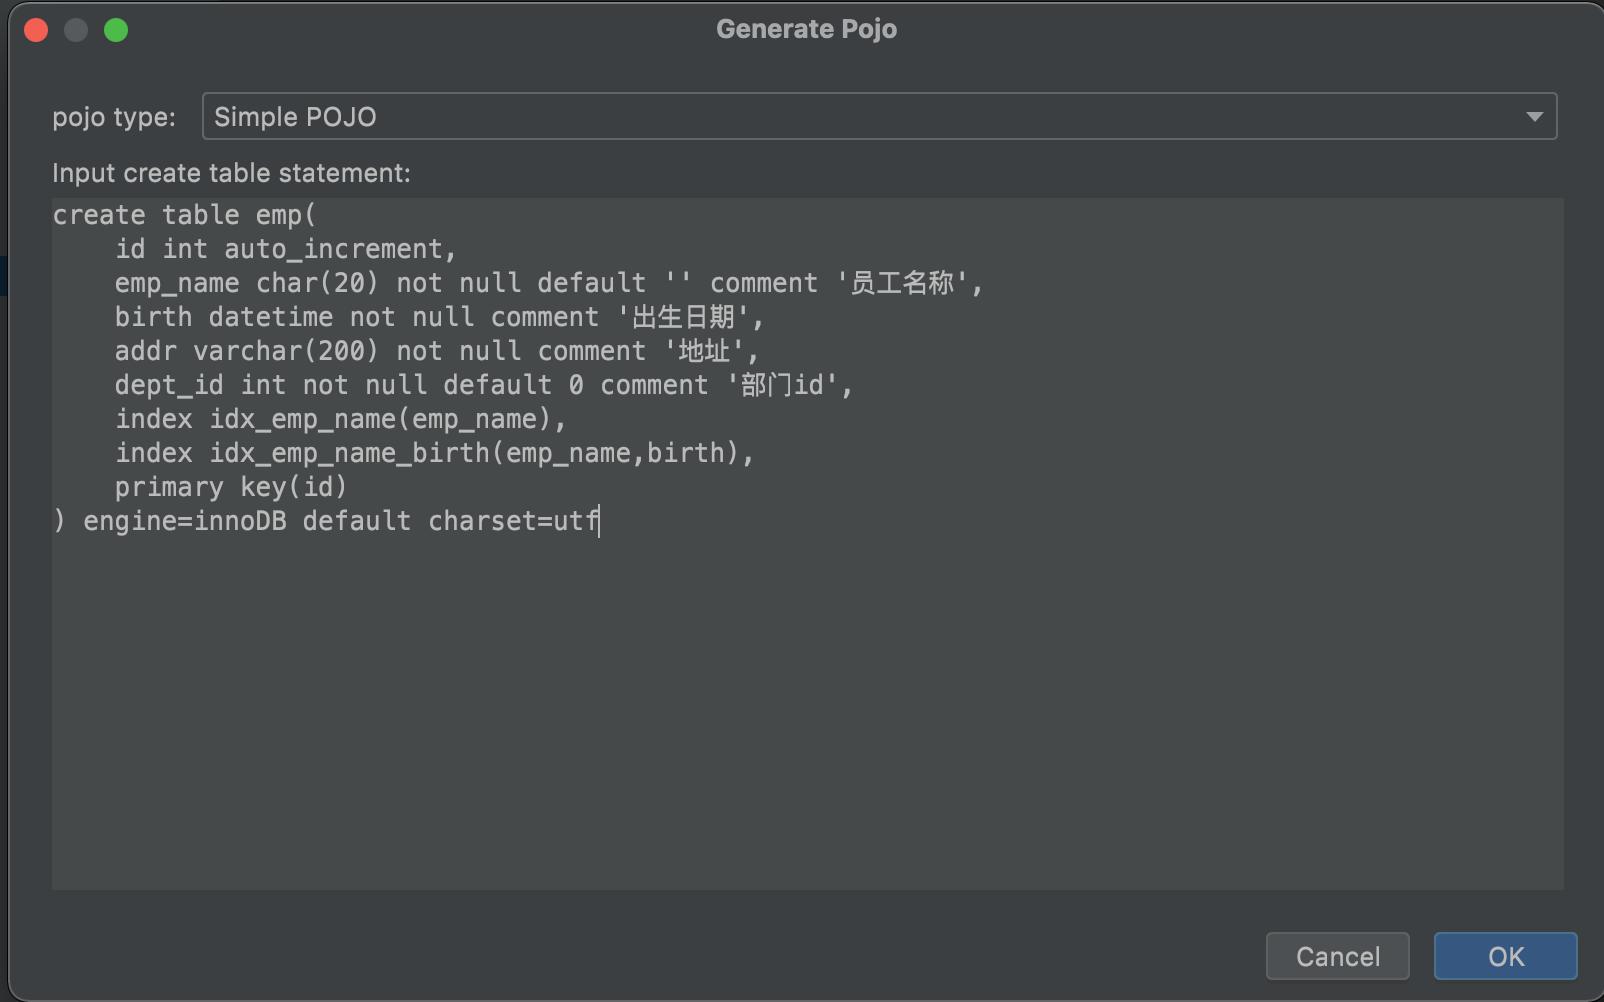 Generate Pojo
pojo type: Simple POJO
Input create table statement:
create table emp(
    id int auto_increment,
    emp_name char(20) not null default '' comment '员工名称',
    birth datetime not null comment '出生日期',
    addr varchar(200) not null comment '地址',
    dept_id int not null default 0 comment '部门id',
    index idx_emp_name(emp_name),
    index idx_emp_name_birth(emp_name,birth),
    primary key(id)
) engine=innoDB default charset=utf
Cancel OK